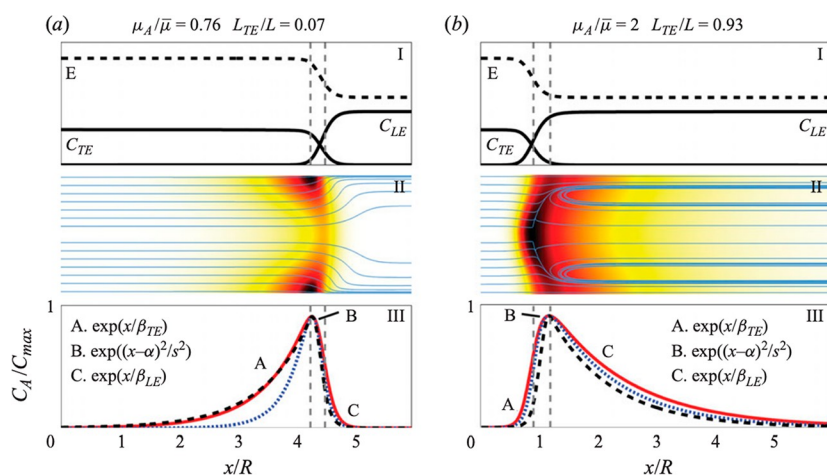 (a) μ_A/μ̄ = 0.76 L_TE/L = 0.07
I
E
C_LE
C_TE
II
1
III
A. exp(x/β_TE)
B
B. exp((x–α)²/s²)
A
C. exp(x/β_LE)
C
C_A/C_max
0 1 2 3 4 5
x/R
(b) μ_A/μ̄ = 2 L_TE/L = 0.93
I
E
C_LE
C_TE
II
1
III
B
A. exp(x/β_TE)
B. exp((x–α)²/s²)
C
C. exp(x/β_LE)
A
0 1 2 3 4 5
x/R